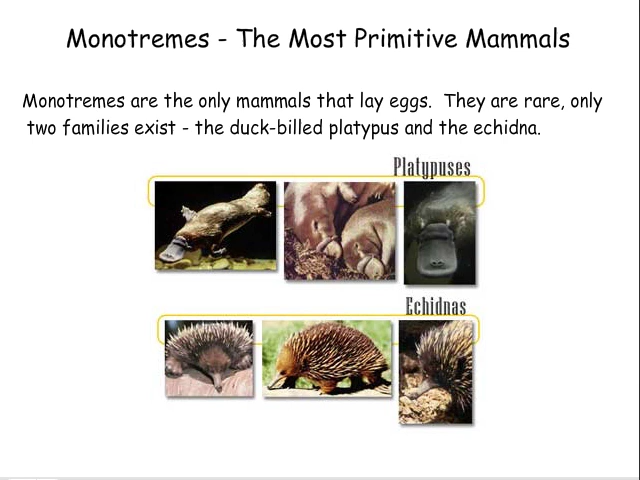 Monotremes - The Most Primitive Mammals
Monotremes are the only mammals that lay eggs. They are rare, only
two families exist - the duck-billed platypus and the echidna.
Platypuses
Echidnas